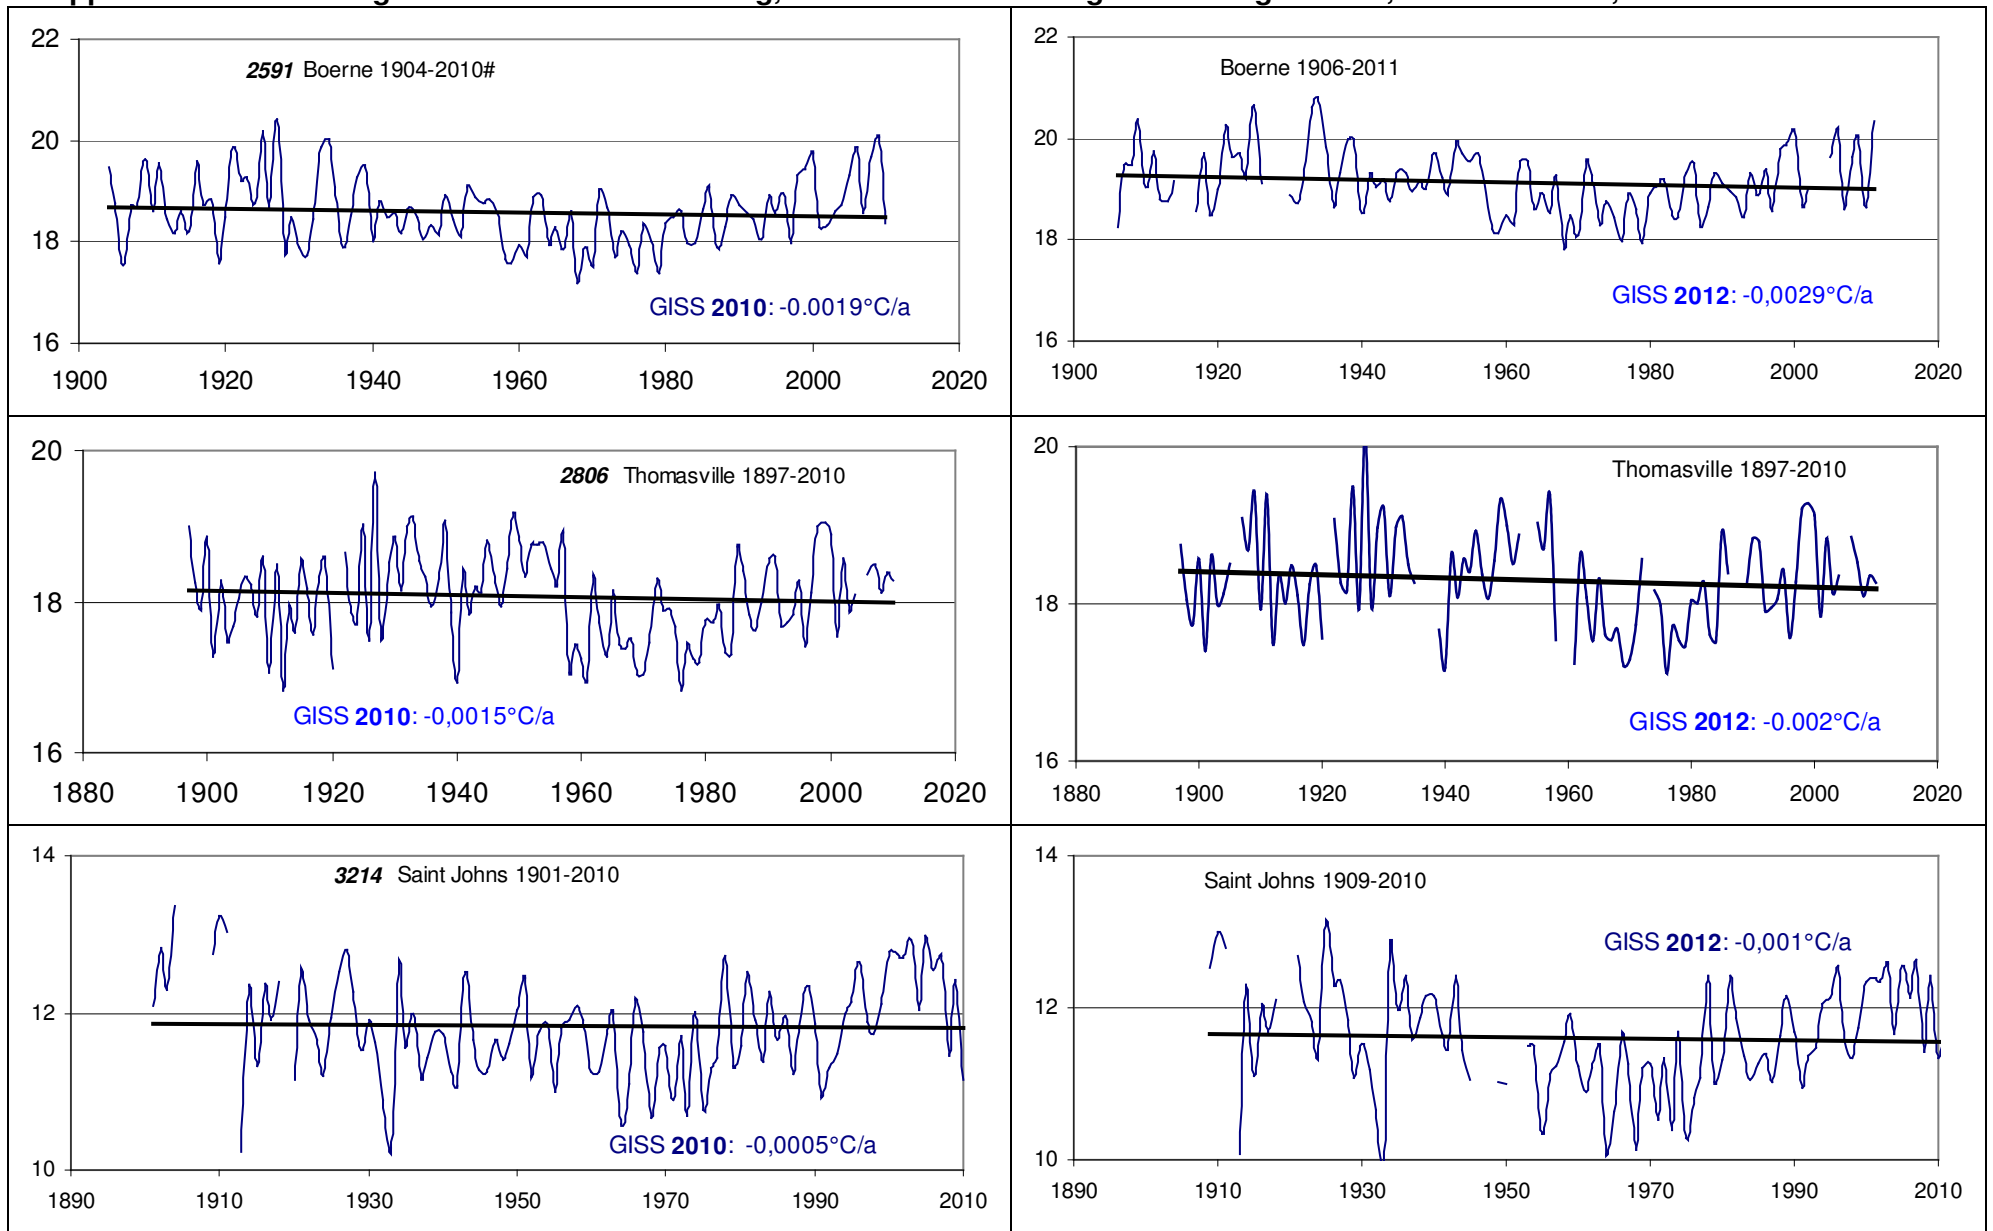 22
20
18
16
2591 Boerne 1904-2010#
GISS 2010: -0.0019°C/a
1900 1920 1940 1960 1980 2000 2020
22
20
18
16
Boerne 1906-2011
GISS 2012: -0,0029°C/a
1900 1920 1940 1960 1980 2000 2020
20
18
16
2806 Thomasville 1897-2010
GISS 2010: -0,0015°C/a
1880 1900 1920 1940 1960 1980 2000 2020
20
18
16
Thomasville 1897-2010
GISS 2012: -0.002°C/a
1880 1900 1920 1940 1960 1980 2000 2020
14
12
10
3214 Saint Johns 1901-2010
GISS 2010: -0,0005°C/a
1890 1910 1930 1950 1970 1990 2010
14
12
10
Saint Johns 1909-2010
GISS 2012: -0,001°C/a
1890 1910 1930 1950 1970 1990 2010